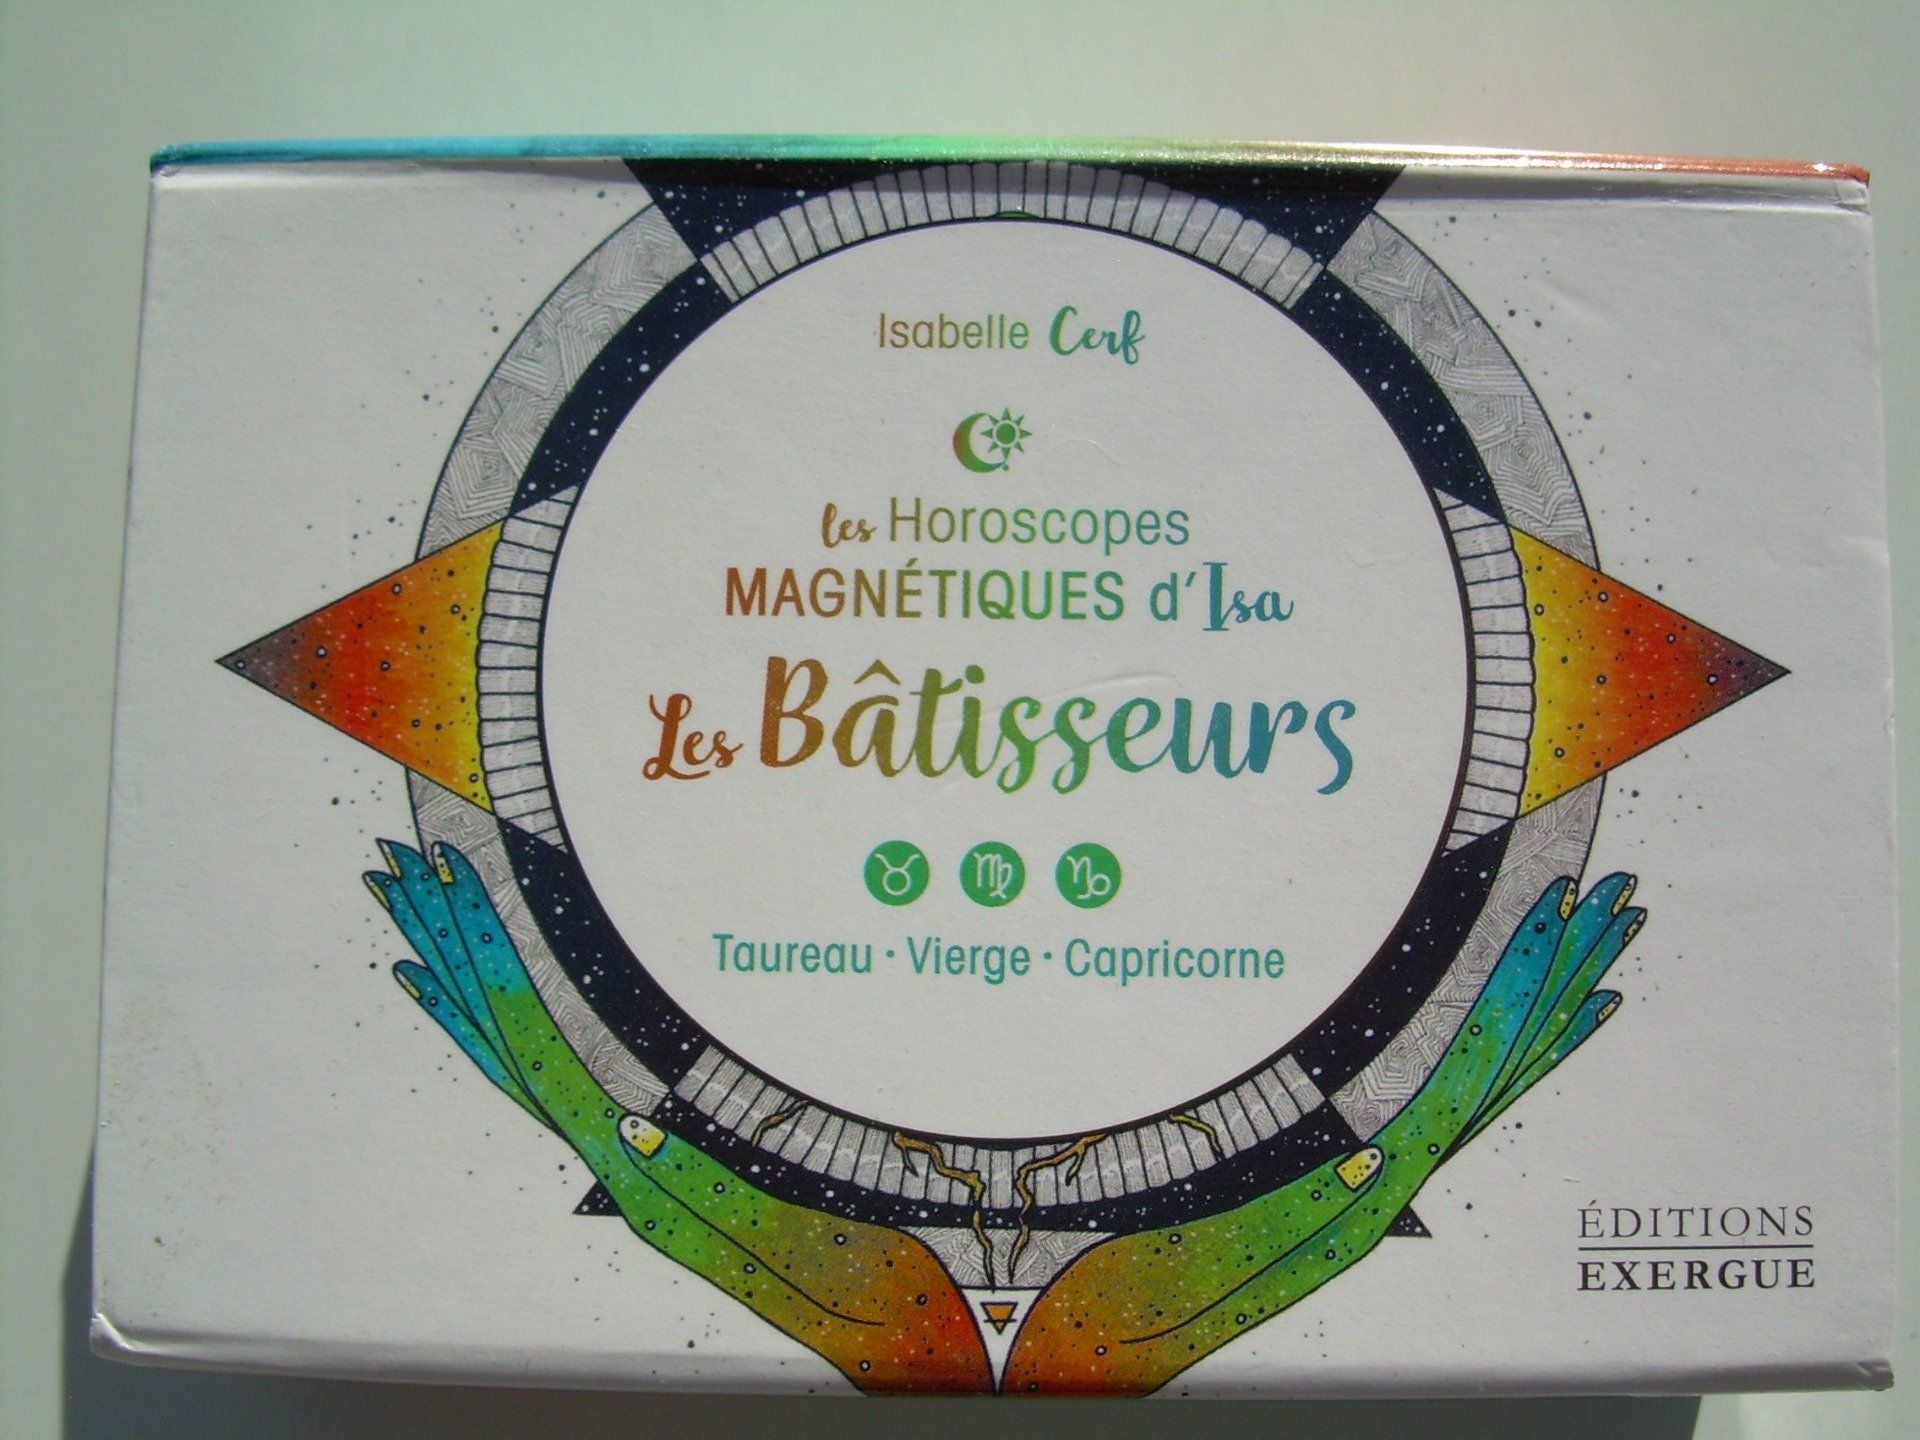 Isabelle Cerf
les Horoscopes
MAGNÉTIQUES d'Isa
Les Bâtisseurs
Taureau • Vierge • Capricorne
ÉDITIONS
EXERGUE